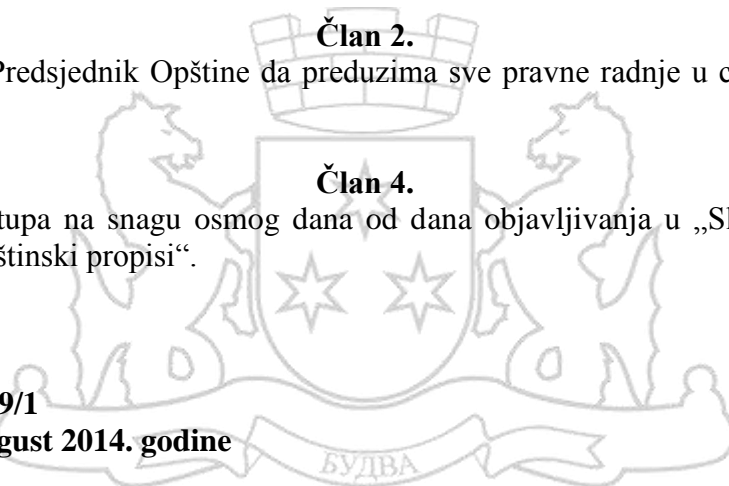 Član 2.
Predsjednik Opštine da preduzima sve pravne radnje u c
Član 4.
tupa na snagu osmog dana od dana objavljivanja u „Sl
štinski propisi“.
9/1
gust 2014. godine
БУДВА